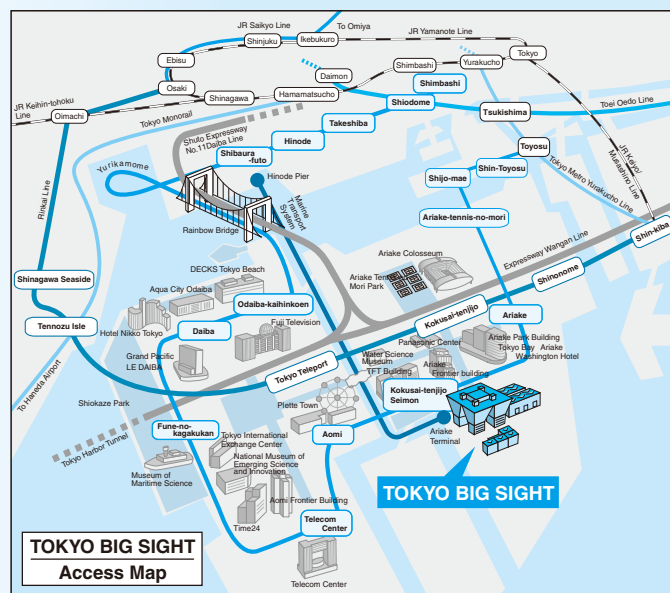 JR Saikyo Line
To Omiya
Shinjuku
Ikebukuro
JR Yamanote Line
Ebisu
Daimon
Shimbashi
Yurakucho
Tokyo
Osaki
Shimbashi
JR Keihin-tohoku
Line
Oimachi
Shinagawa
Hamamatsucho
Shiodome
Tsukishima
Toei Oedo Line
Tokyo Monorail
Shuto Expressway
No.11Daiba Line
Takeshiba
Hinode
Shibaura
-futo
Toyosu
JR Keiyo/
Musashino Line
Yurikamome
Hinode Pier
Shin-Toyosu
Shijo-mae
Tokyo Metro Yurakucho Line
Rinkai Line
Marine
Transport
System
Ariake-tennis-no-mori
Rainbow Bridge
Shin-kiba
Expressway Wangan Line
Ariake Colosseum
DECKS Tokyo Beach
Ariake Tennis
Mori Park
Shinonome
Shinagawa Seaside
Aqua City Odaiba
Odaiba-kaihinkoen
Kokusai-tenjijo
Ariake
Tennozu Isle
Hotel Nikko Tokyo
Daiba
Fuji Television
Panasonic Center
Ariake Park Building
Tokyo Bay Ariake
Washington Hotel
Grand Pacific
LE DAIBA
Water Science
Museum
TFT Building
Ariake
Frontier building
Tokyo Teleport
To Haneda Airport
Shiokaze Park
Palette Town
Kokusai-tenjijo
Seimon
Fune-no-
kagakukan
Aomi
Ariake
Terminal
Tokyo Harbor Tunnel
Tokyo International
Exchange Center
Museum of
Maritime Science
National Museum of
Emerging Science
and Innovation
TOKYO BIG SIGHT
Aomi Frontier Building
Time24
Telecom
Center
TOKYO BIG SIGHT
Access Map
Telecom Center